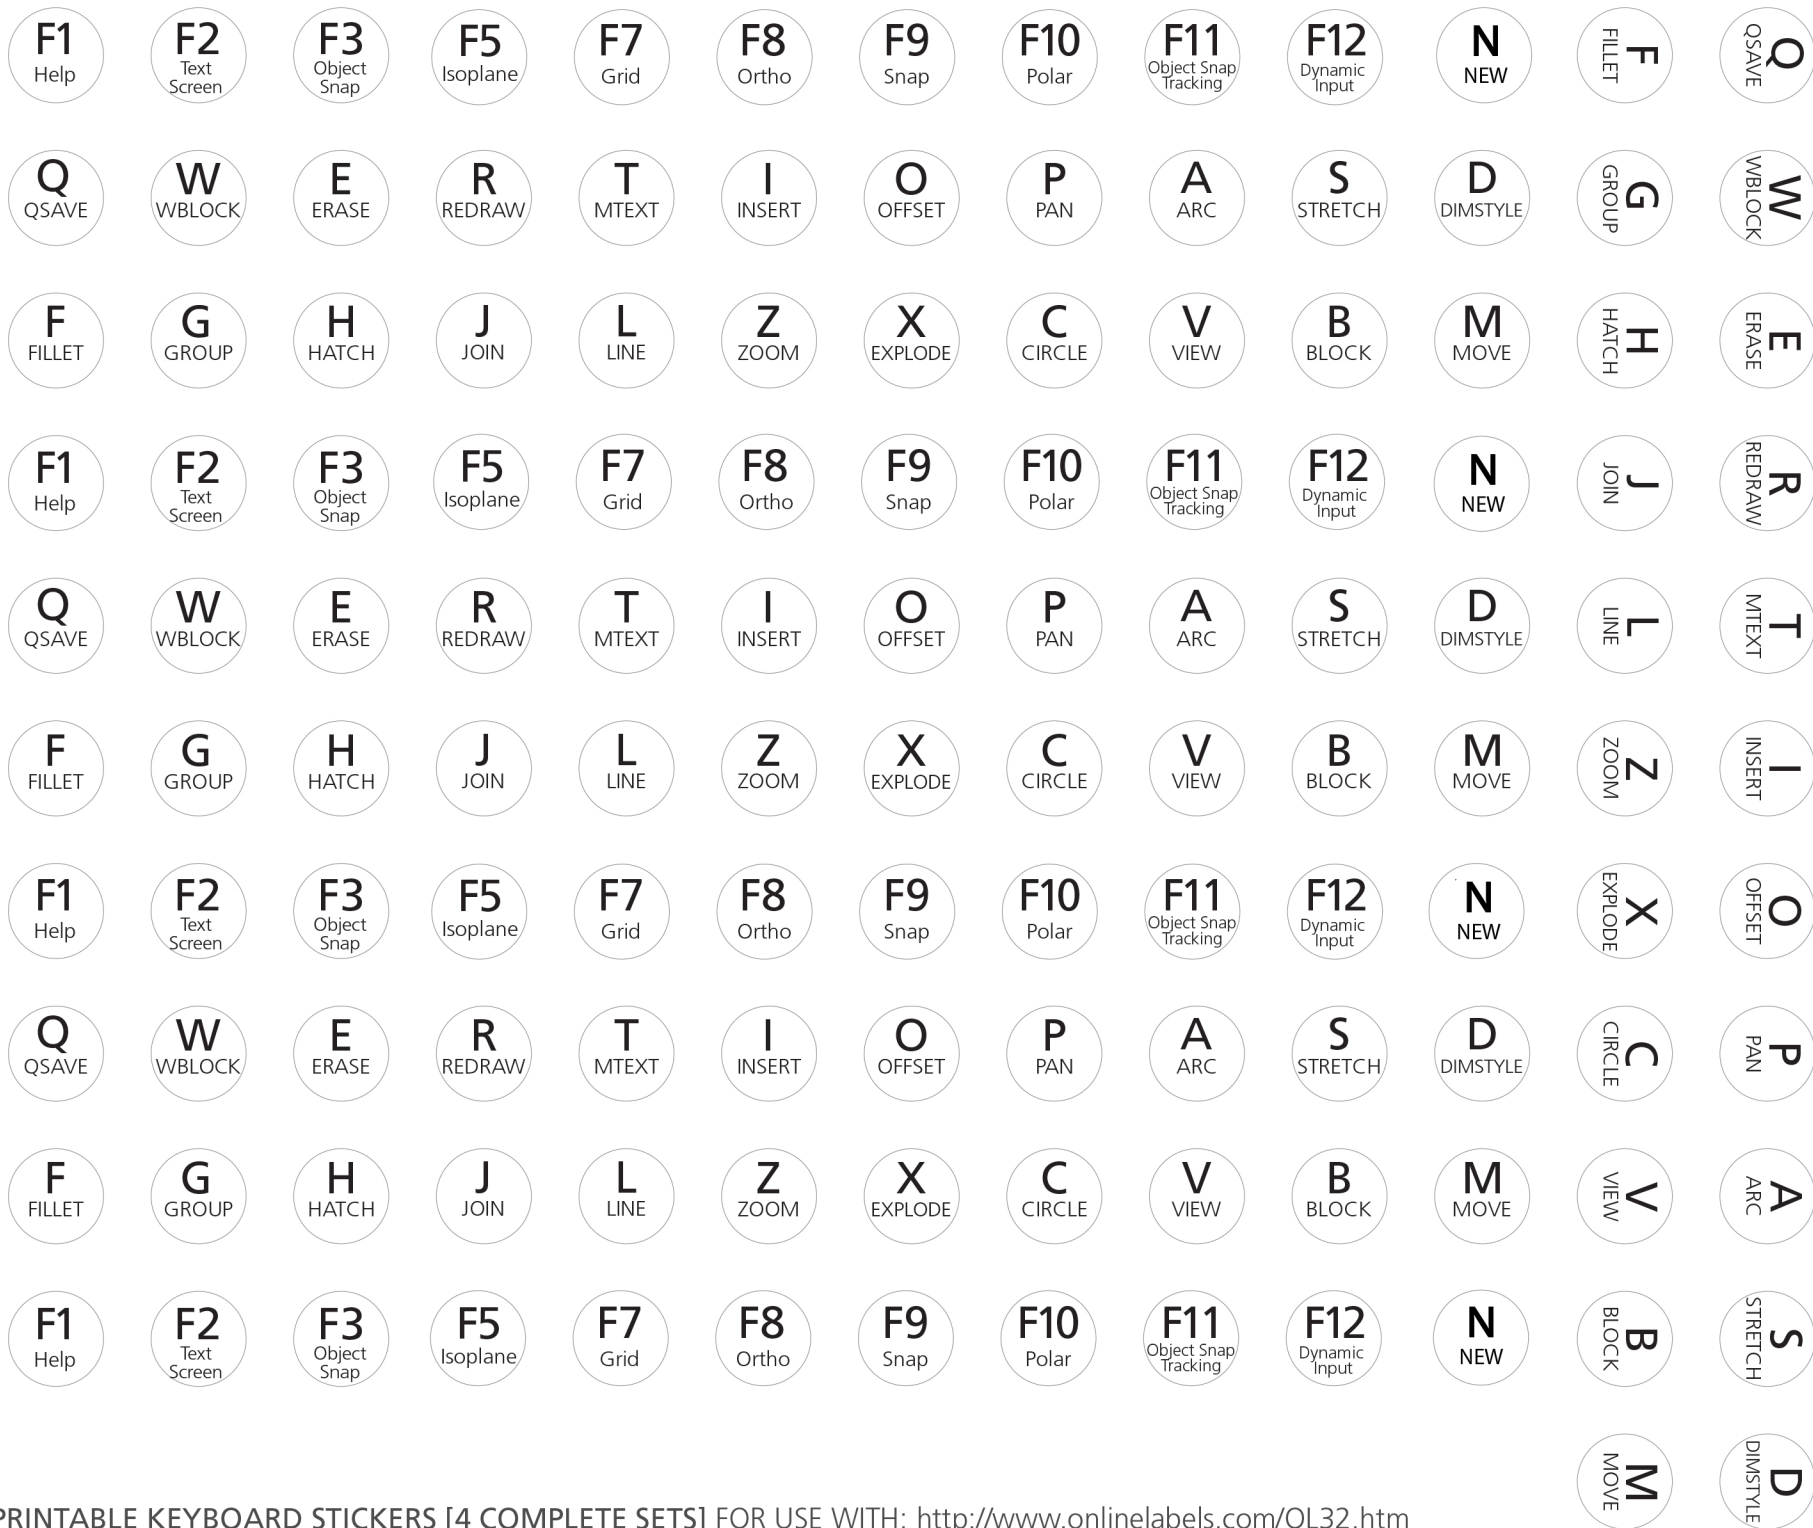 F1 Help
F2 Text Screen
F3 Object Snap
F5 Isoplane
F7 Grid
F8 Ortho
F9 Snap
F10 Polar
F11 Object Snap Tracking
F12 Dynamic Input
N NEW
F FILLET
Q QSAVE
Q QSAVE
W WBLOCK
E ERASE
R REDRAW
T MTEXT
I INSERT
O OFFSET
P PAN
A ARC
S STRETCH
D DIMSTYLE
G GROUP
W WBLOCK
F FILLET
G GROUP
H HATCH
J JOIN
L LINE
Z ZOOM
X EXPLODE
C CIRCLE
V VIEW
B BLOCK
M MOVE
H HATCH
E ERASE
F1 Help
F2 Text Screen
F3 Object Snap
F5 Isoplane
F7 Grid
F8 Ortho
F9 Snap
F10 Polar
F11 Object Snap Tracking
F12 Dynamic Input
N NEW
J JOIN
R REDRAW
Q QSAVE
W WBLOCK
E ERASE
R REDRAW
T MTEXT
I INSERT
O OFFSET
P PAN
A ARC
S STRETCH
D DIMSTYLE
L LINE
T MTEXT
F FILLET
G GROUP
H HATCH
J JOIN
L LINE
Z ZOOM
X EXPLODE
C CIRCLE
V VIEW
B BLOCK
M MOVE
Z ZOOM
I INSERT
F1 Help
F2 Text Screen
F3 Object Snap
F5 Isoplane
F7 Grid
F8 Ortho
F9 Snap
F10 Polar
F11 Object Snap Tracking
F12 Dynamic Input
N NEW
X EXPLODE
O OFFSET
Q QSAVE
W WBLOCK
E ERASE
R REDRAW
T MTEXT
I INSERT
O OFFSET
P PAN
A ARC
S STRETCH
D DIMSTYLE
C CIRCLE
P PAN
F FILLET
G GROUP
H HATCH
J JOIN
L LINE
Z ZOOM
X EXPLODE
C CIRCLE
V VIEW
B BLOCK
M MOVE
V VIEW
A ARC
F1 Help
F2 Text Screen
F3 Object Snap
F5 Isoplane
F7 Grid
F8 Ortho
F9 Snap
F10 Polar
F11 Object Snap Tracking
F12 Dynamic Input
N NEW
B BLOCK
S STRETCH
M MOVE
D DIMSTYLE
PRINTABLE KEYBOARD STICKERS [4 COMPLETE SETS] FOR USE WITH: http://www.onlinelabels.com/OL32.htm